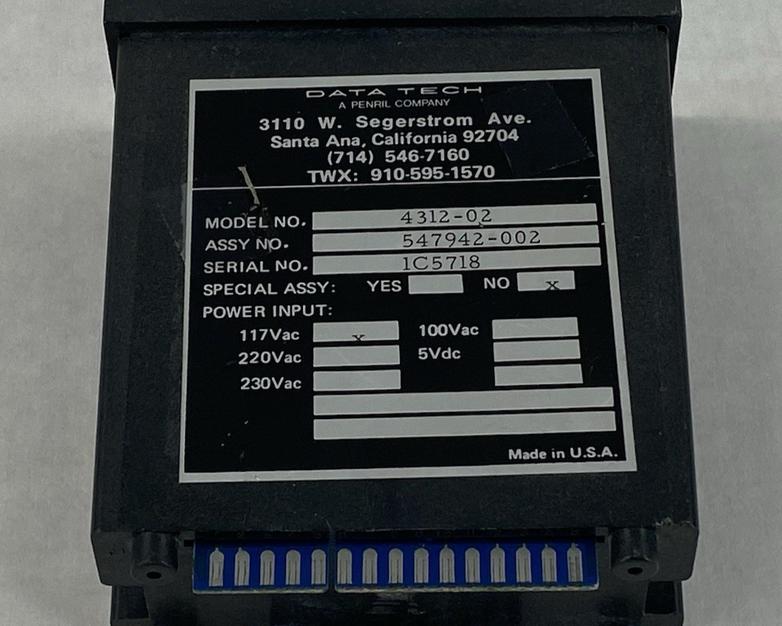 DATA TECH
A PENRIL COMPANY
3110 W. Segerstrom Ave.
Santa Ana, California 92704
(714) 546-7160
TWX: 910-595-1570
MODEL NO. 4312-02
ASSY NO. 547942-002
SERIAL NO. 1C5718
SPECIAL ASSY: YES NO x
POWER INPUT:
117Vac x 100Vac
220Vac 5Vdc
230Vac
Made in U.S.A.